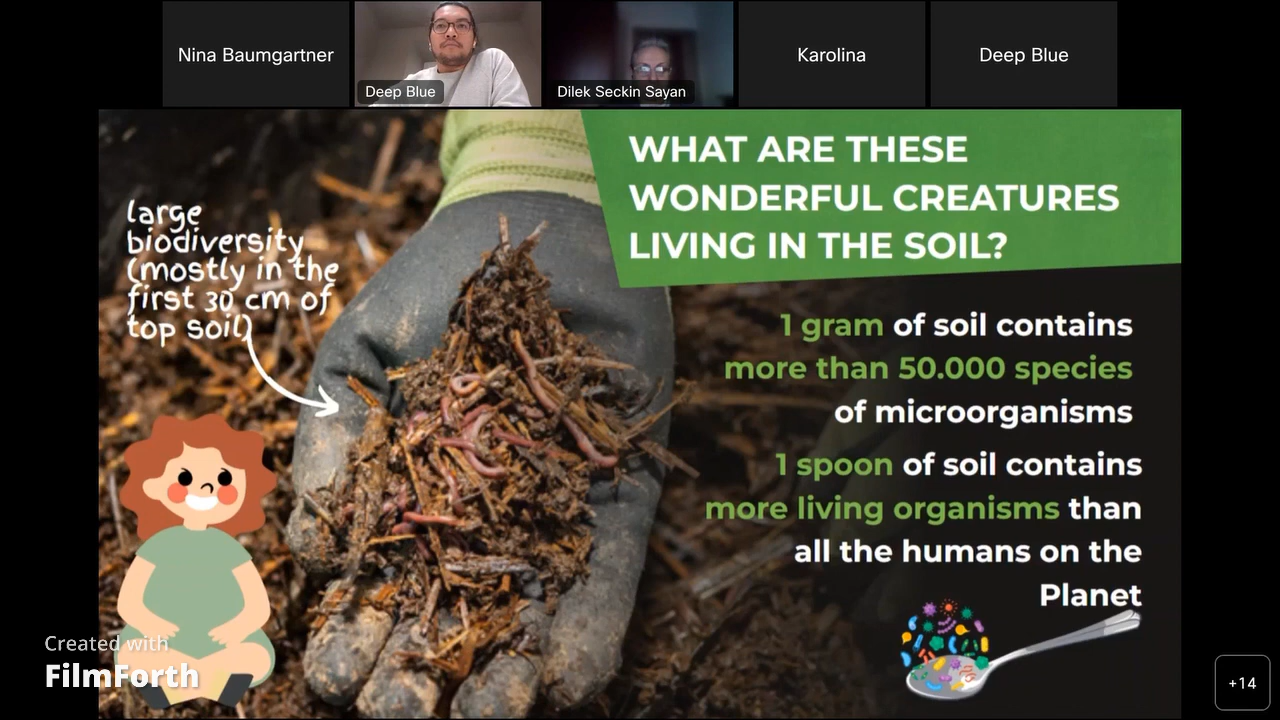 Nina Baumgartner
Deep Blue
Dilek Seckin Sayan
Karolina
Deep Blue
WHAT ARE THESE
WONDERFUL CREATURES
LIVING IN THE SOIL?
large
biodiversity
(mostly in the
first 30 cm of
top soil)
1 gram of soil contains
more than 50.000 species
of microorganisms
1 spoon of soil contains
more living organisms than
all the humans on the
Planet
Created with
FilmForth
+14